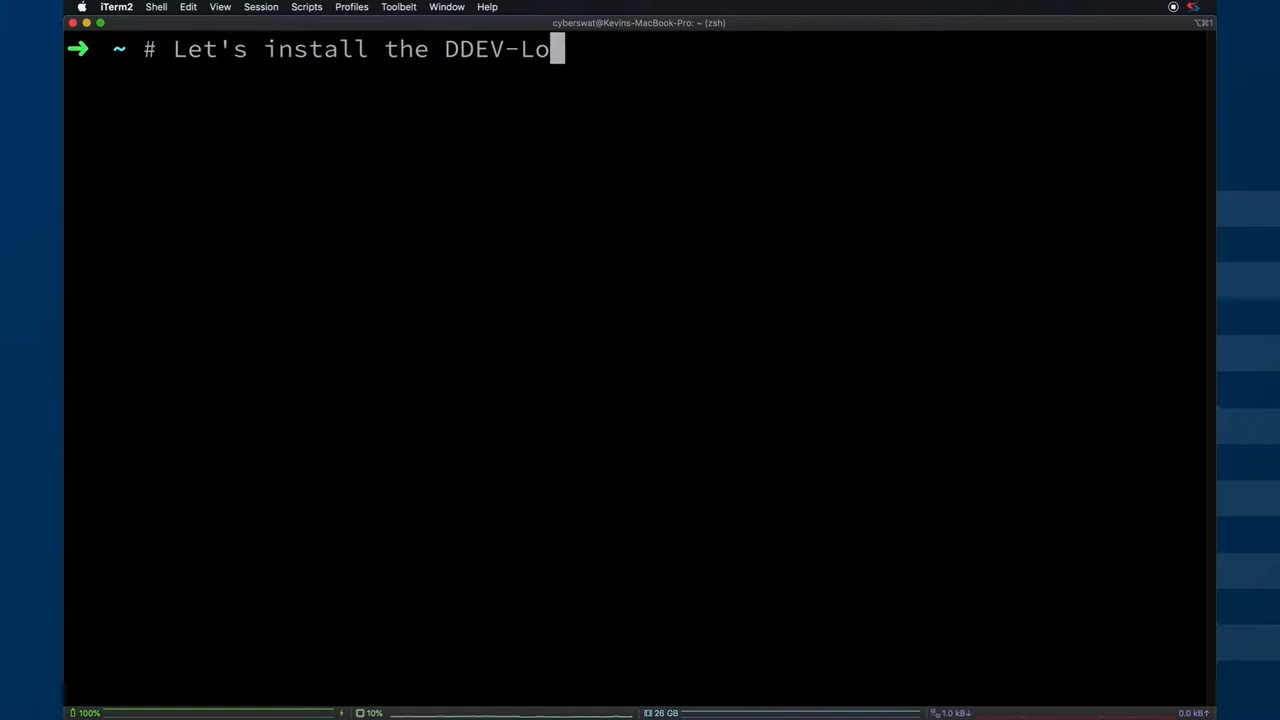 iTerm2 Shell Edit View Session Scripts Profiles Toolbelt Window Help
cyberswat@Kevins-MacBook-Pro: ~ (zsh) ⌥⌘1
➜ ~ # Let's install the DDEV-Lo
100% 10% 26 GB 1.0 kB↓ 0.0 kB↑